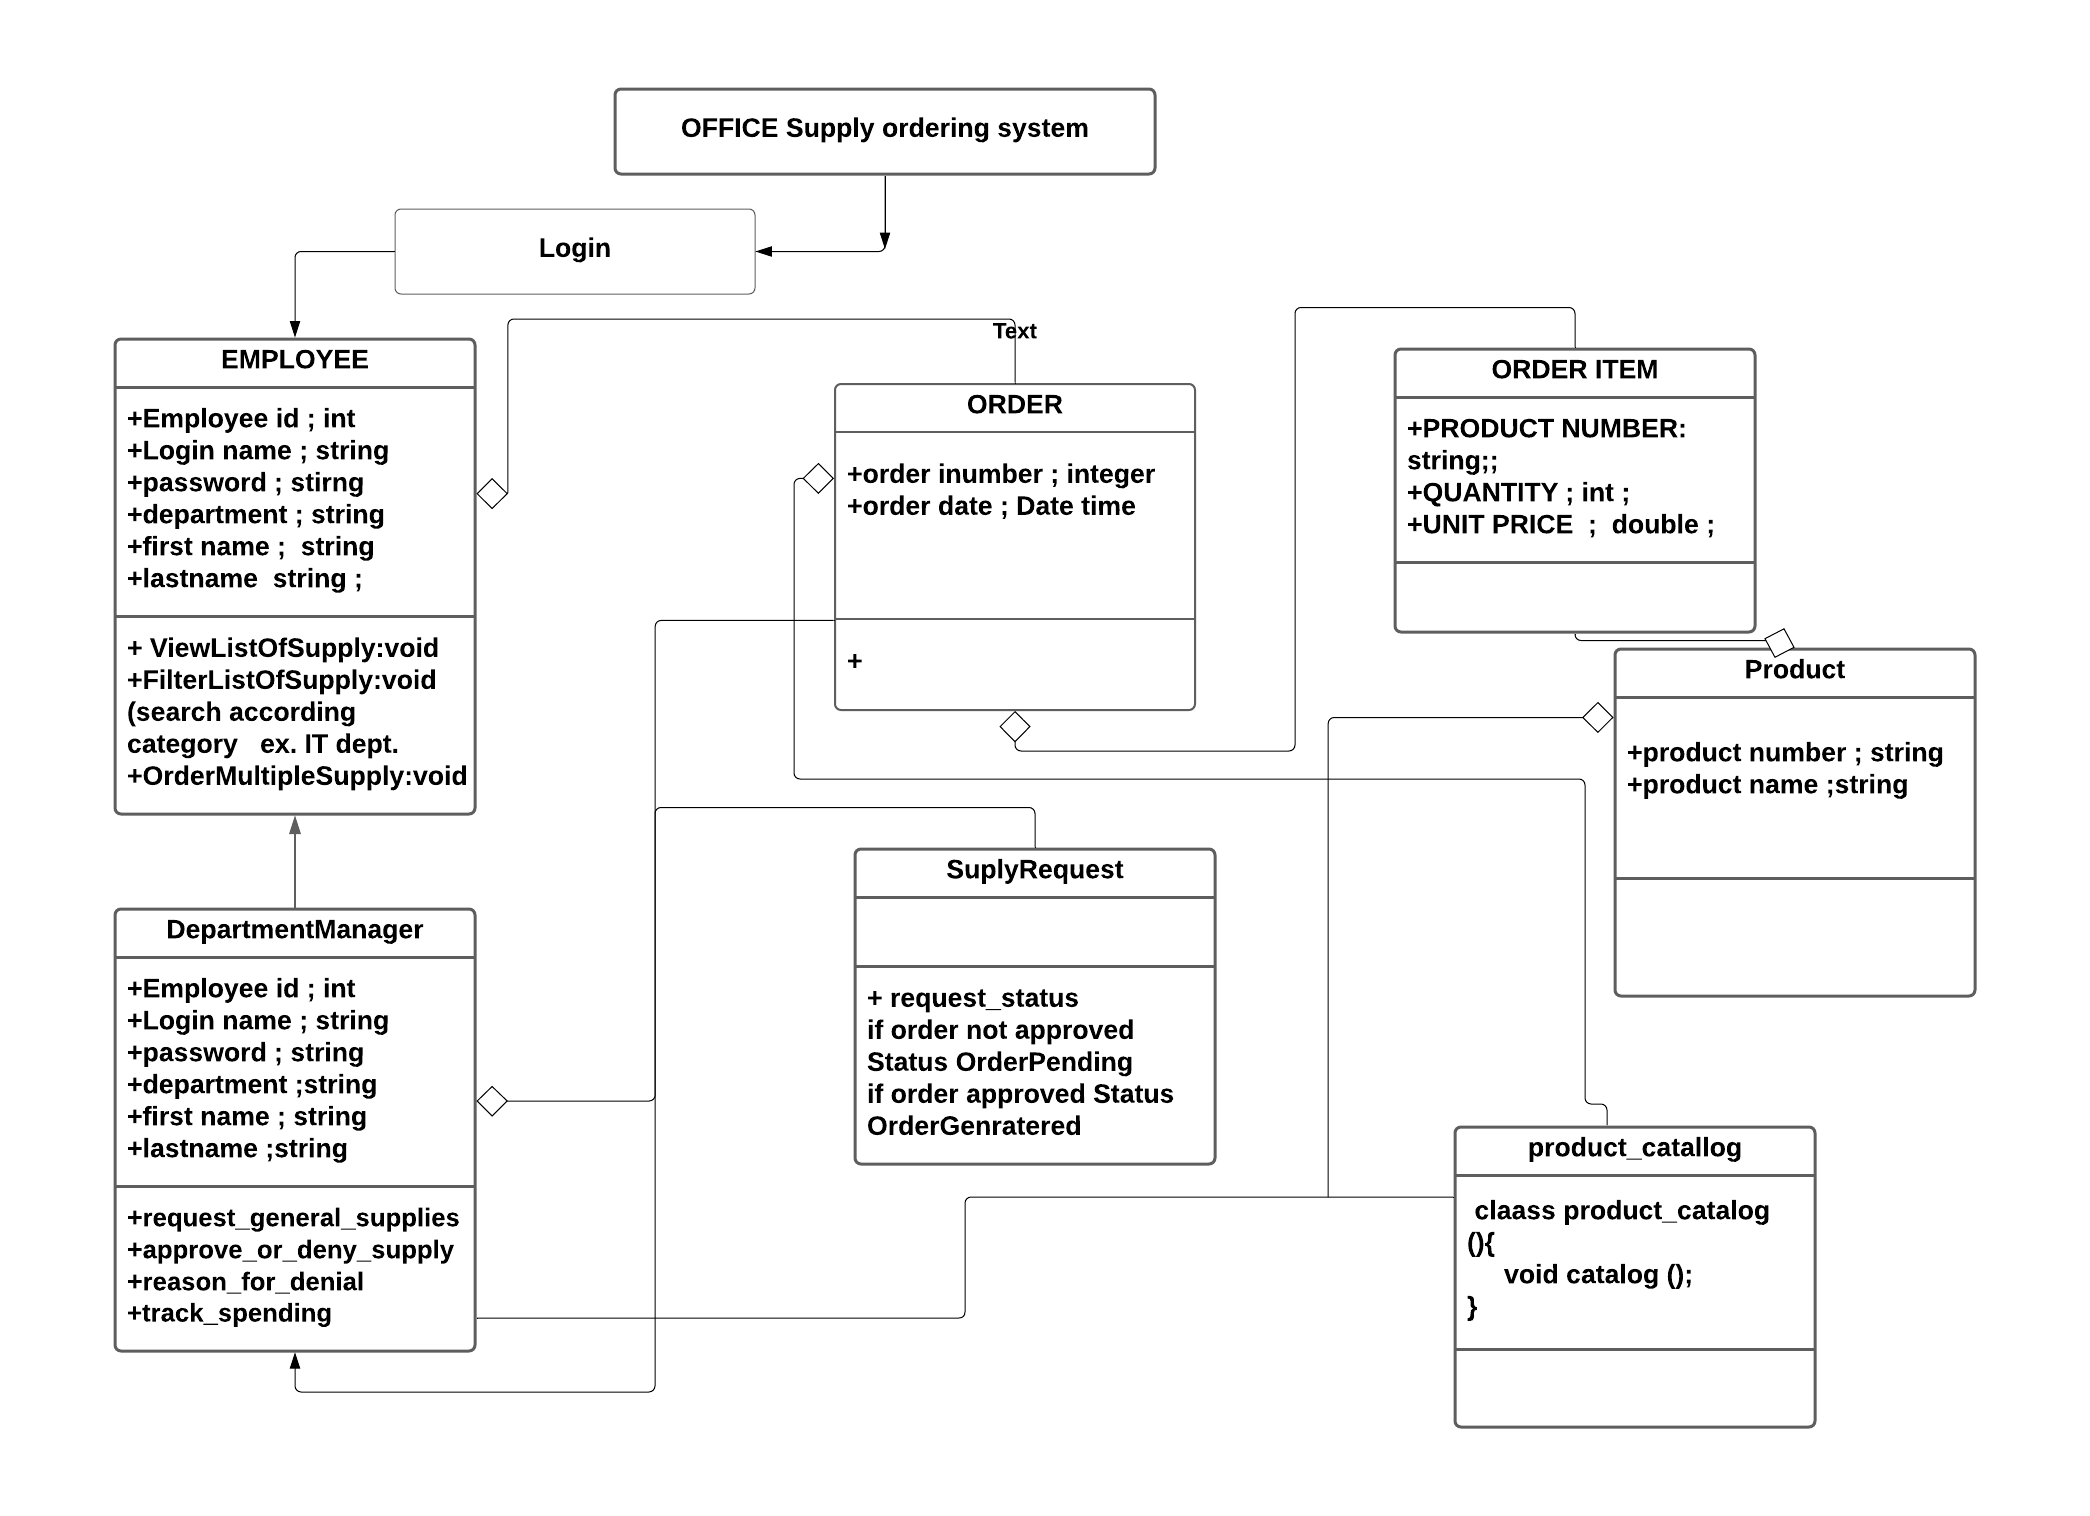 OFFICE Supply ordering system
Login
Text
EMPLOYEE
+Employee id ; int
+Login name ; string
+password ; stirng
+department ; string
+first name ;  string
+lastname  string ;
+ ViewListOfSupply:void
+FilterListOfSupply:void
(search according
category   ex. IT dept.
+OrderMultipleSupply:void
ORDER
+order inumber ; integer
+order date ; Date time
+
ORDER ITEM
+PRODUCT NUMBER:
string;;
+QUANTITY ; int ;
+UNIT PRICE  ;  double ;
Product
+product number ; string
+product name ;string
SuplyRequest
+ request_status
if order not approved
Status OrderPending
if order approved Status
OrderGenratered
DepartmentManager
+Employee id ; int
+Login name ; string
+password ; string
+department ;string
+first name ; string
+lastname ;string
+request_general_supplies
+approve_or_deny_supply
+reason_for_denial
+track_spending
product_catallog
claass product_catalog
(){
void catalog ();
}